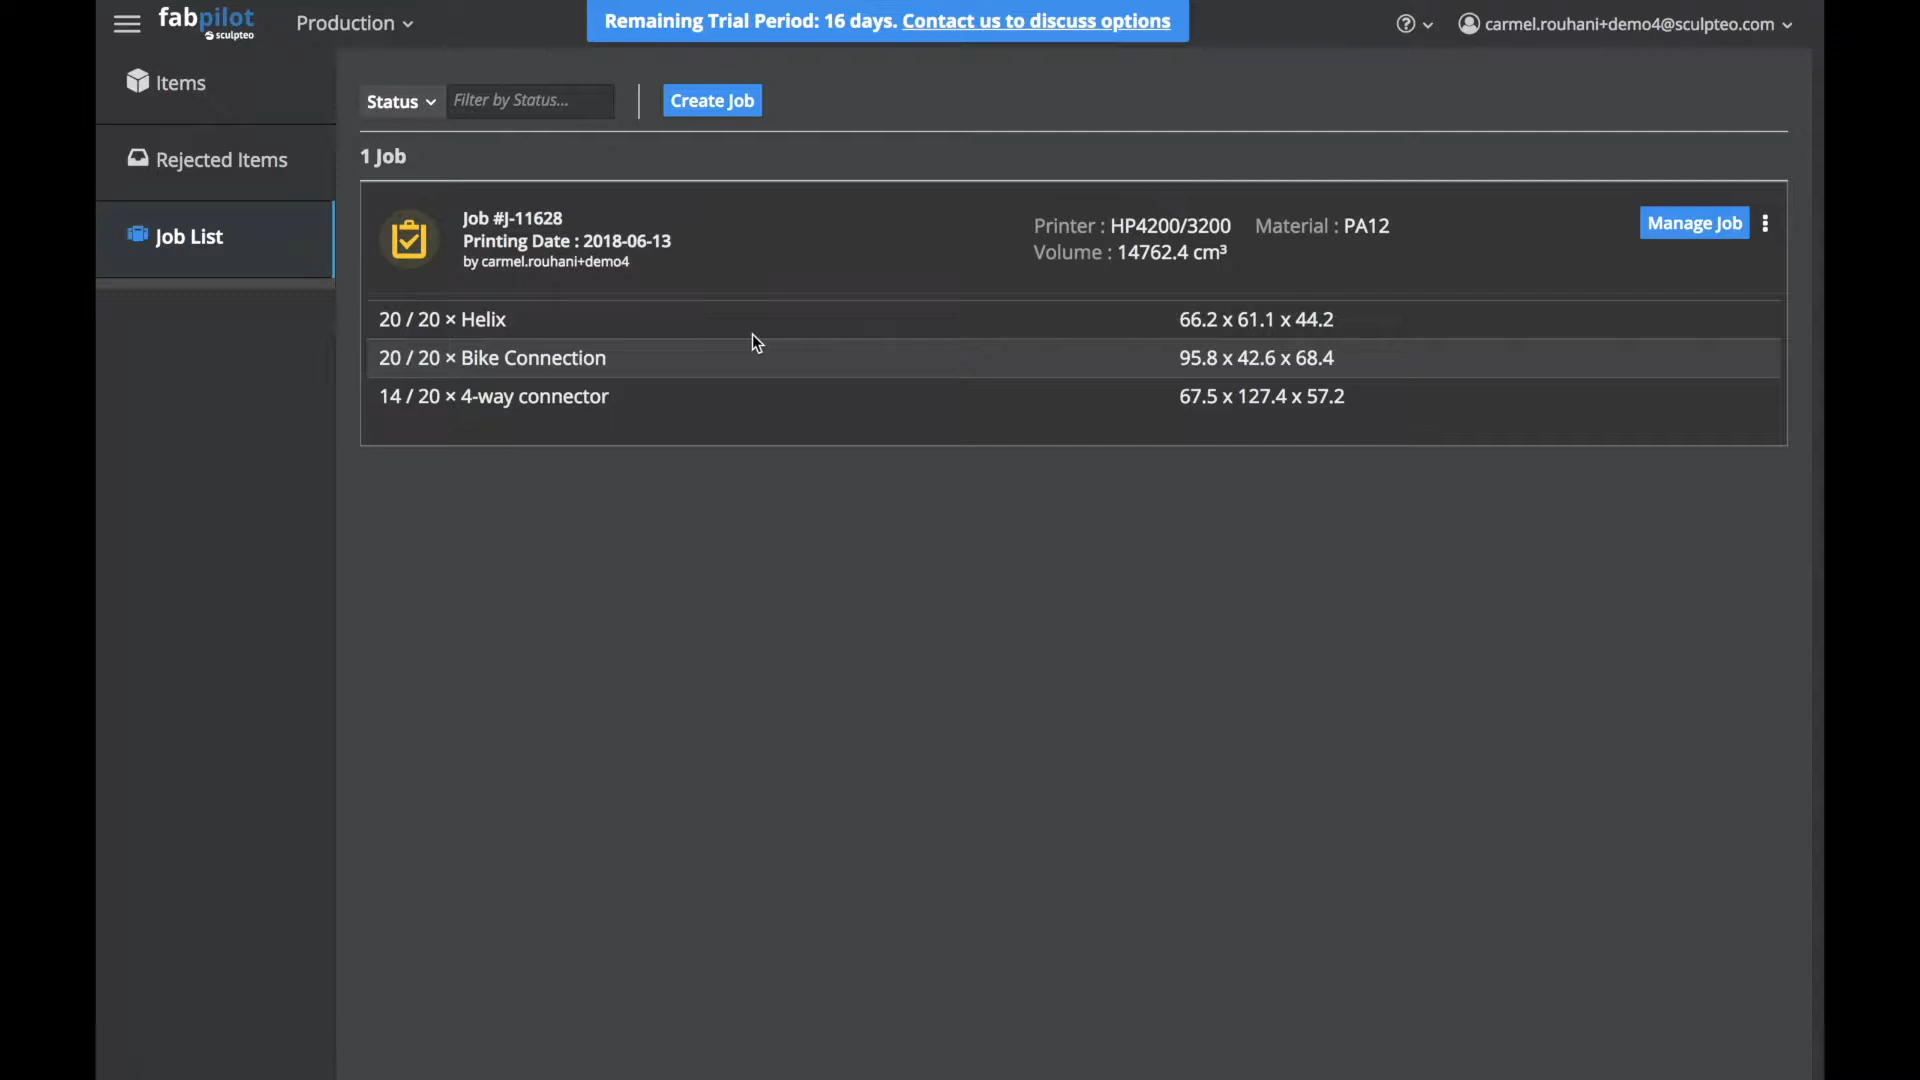 fabpilot
sculpteo
Production
Remaining Trial Period: 16 days. Contact us to discuss options
carmel.rouhani+demo4@sculpteo.com
Items
Rejected Items
Job List
Status
Filter by Status...
Create Job
1 Job
Job #J-11628
Printing Date : 2018-06-13
by carmel.rouhani+demo4
Printer : HP4200/3200 Material : PA12
Volume : 14762.4 cm³
Manage Job
20 / 20 × Helix 66.2 x 61.1 x 44.2
20 / 20 × Bike Connection 95.8 x 42.6 x 68.4
14 / 20 × 4-way connector 67.5 x 127.4 x 57.2